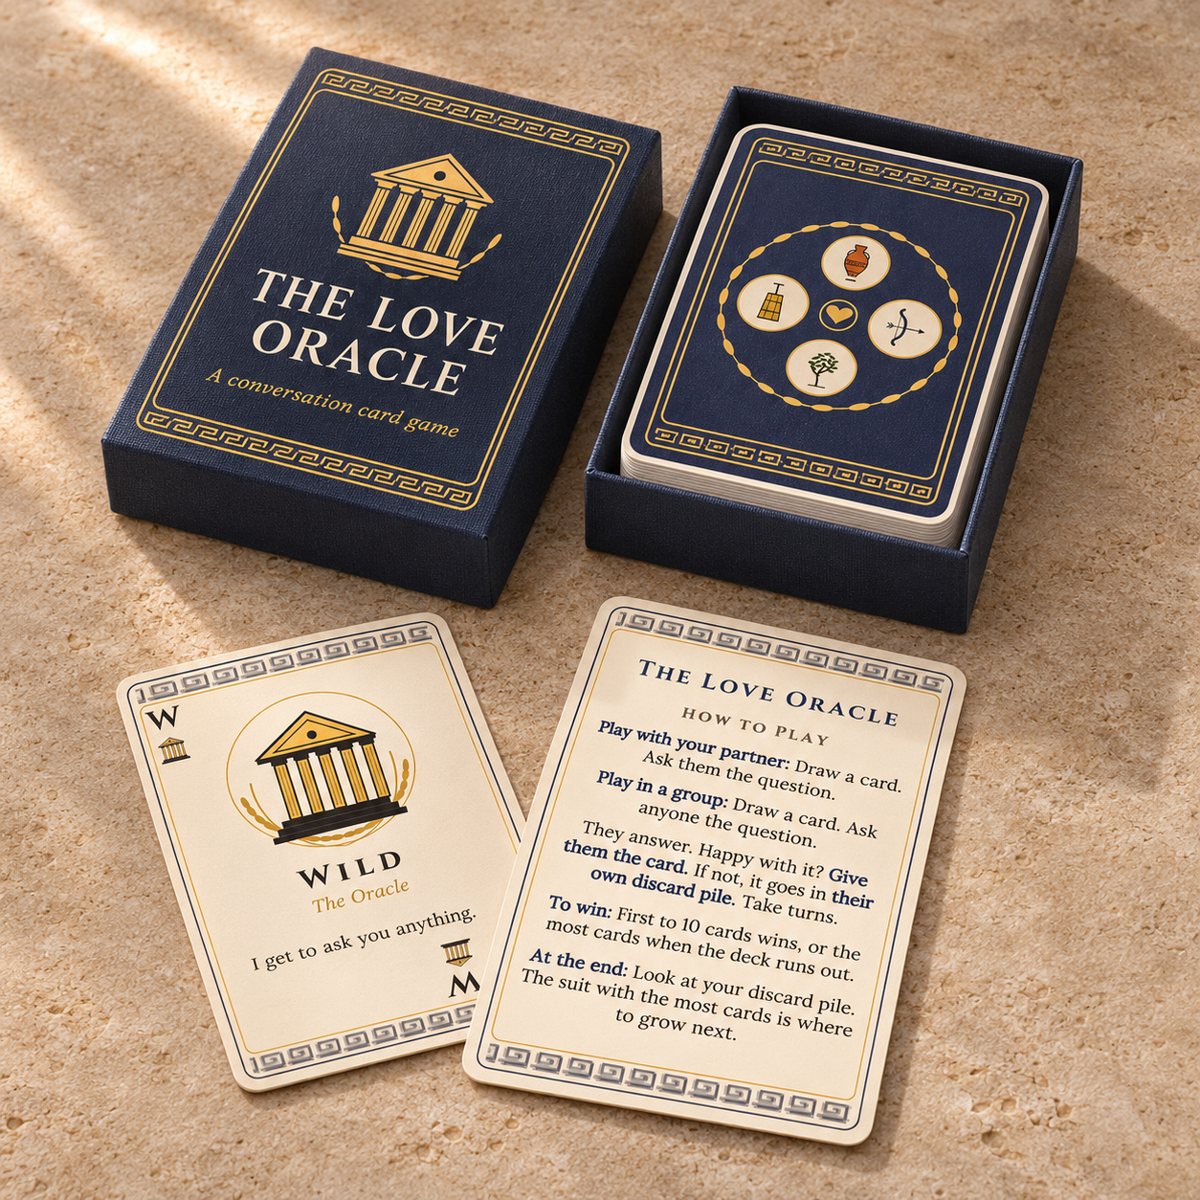 THE LOVE
ORACLE
A conversation card game
W
WILD
The Oracle
I get to ask you anything.
W
THE LOVE ORACLE
HOW TO PLAY
Play with your partner: Draw a card.
Ask them the question.
Play in a group: Draw a card. Ask
anyone the question.
They answer. Happy with it? Give
them the card. If not, it goes in their
own discard pile. Take turns.
To win: First to 10 cards wins, or the
most cards when the deck runs out.
At the end: Look at your discard pile.
The suit with the most cards is where
to grow next.